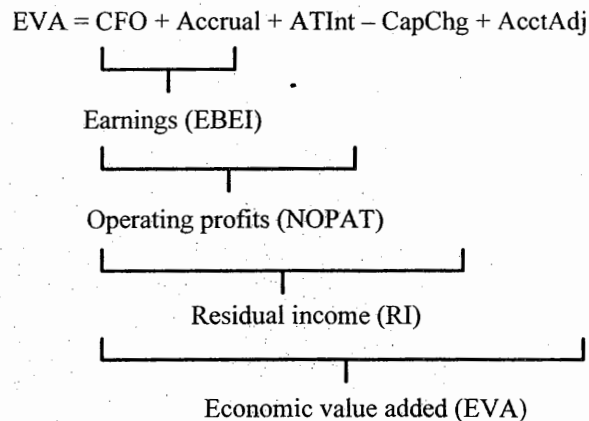 EVA = CFO + Accrual + ATInt – CapChg + AcctAdj
Earnings (EBEI)
Operating profits (NOPAT)
Residual income (RI)
Economic value added (EVA)